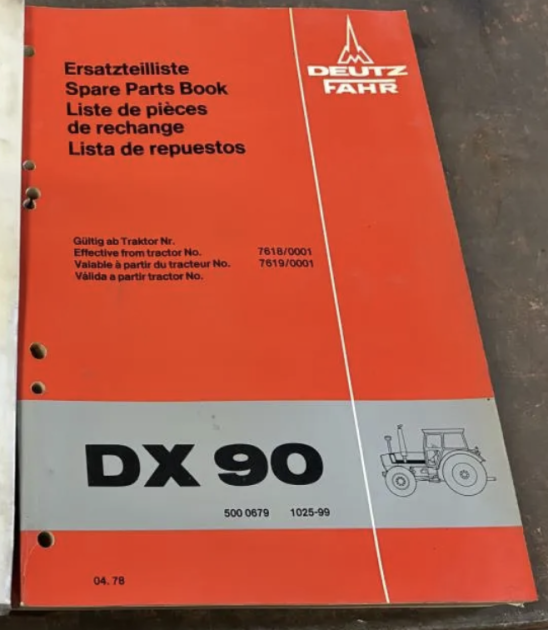 Ersatzteilliste
Spare Parts Book
Liste de pièces
de rechange
Lista de repuestos
DEUTZ
FAHR
Gültig ab Traktor Nr.
Effective from tractor No. 7618/0001
Valable à partir du tracteur No. 7619/0001
Válida a partir tractor No.
DX 90
500 0679 1025-99
04. 78